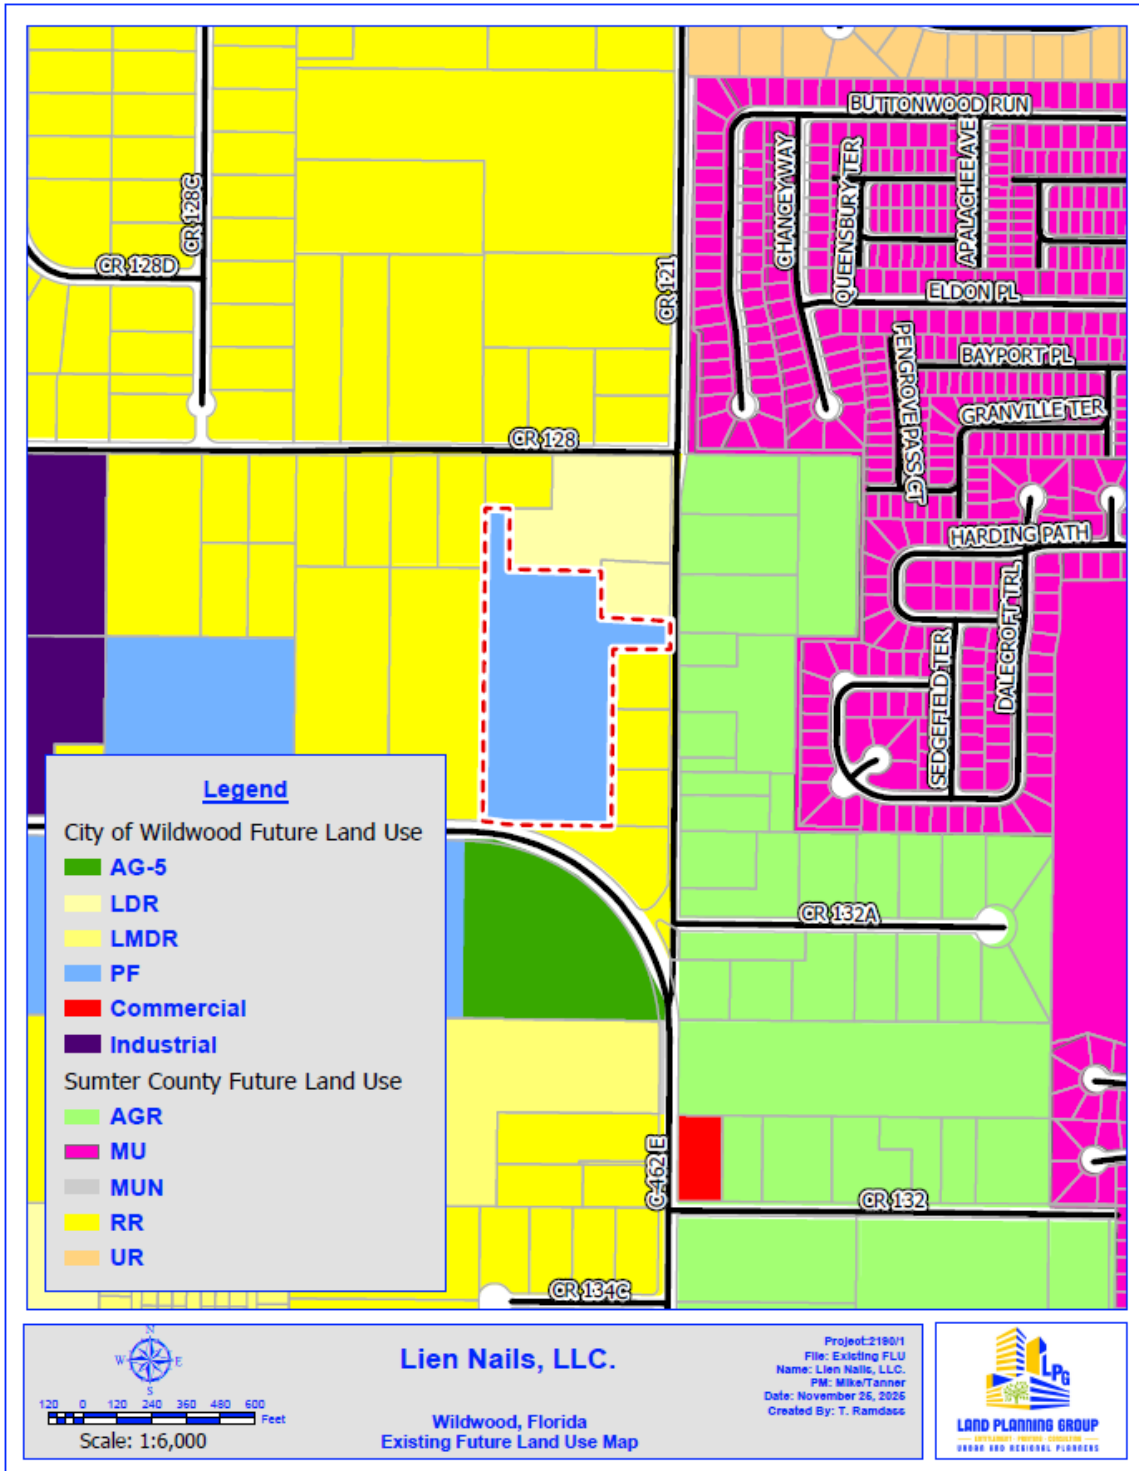 BUTTONWOOD RUN
CHANCEY WAY
QUEENSBURY TER
APALACHEE AVE
CR 128C
CR 128D
CR 121
ELDON PL
PENGROVE PASS CT
BAYPORT PL
GRANVILLE TER
CR 128
HARDING PATH
DALECROFT TRL
SEDGEFIELD TER
Legend
City of Wildwood Future Land Use
AG-5
LDR
LMDR
PF
Commercial
Industrial
Sumter County Future Land Use
AGR
MU
MUN
RR
UR
CR 132A
C-462 E
CR 132
CR 134C
N
W E
S
120 0 120 240 360 480 600
Feet
Scale: 1:6,000
Lien Nails, LLC.
Wildwood, Florida
Existing Future Land Use Map
Project:2190/1
File: Existing FLU
Name: Lien Nails, LLC.
PM: Mike/Tanner
Date: November 25, 2025
Created By: T. Ramdass
LPG
LAND PLANNING GROUP
URBAN AND REGIONAL PLANNERS